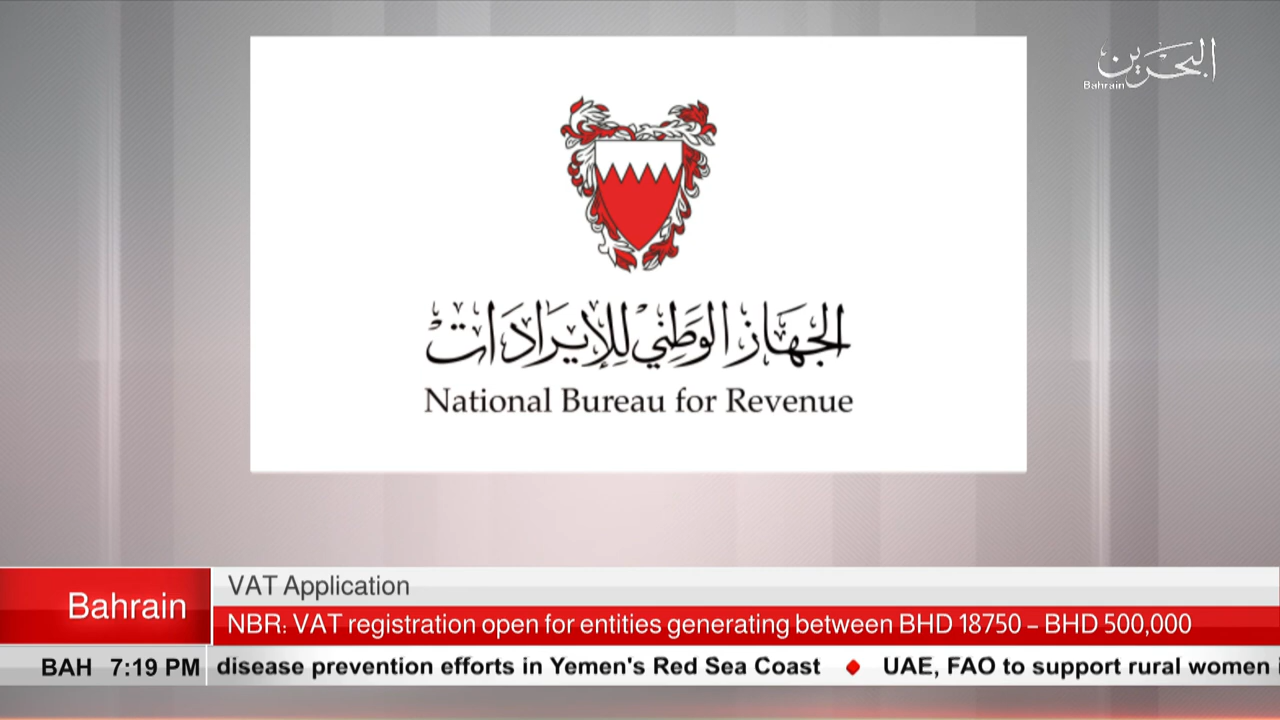 البحرين
Bahrain
الجهاز الوطني للإيرادات
National Bureau for Revenue
Bahrain
VAT Application
NBR: VAT registration open for entities generating between BHD 18750 – BHD 500,000
BAH 7:19 PM
disease prevention efforts in Yemen's Red Sea Coast ♦ UAE, FAO to support rural women